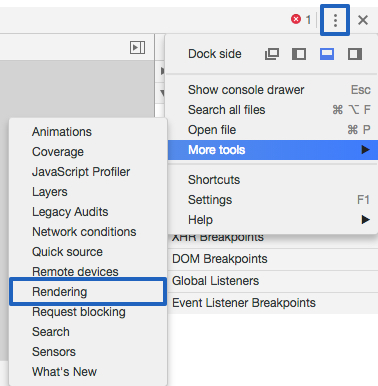 1
Dock side
Show console drawer Esc
Search all files ⌘ ⌥ F
Open file ⌘ P
More tools
Shortcuts
Settings F1
Help
Animations
Coverage
JavaScript Profiler
Layers
Legacy Audits
Network conditions
Quick source
Remote devices
Rendering
Request blocking
Search
Sensors
What's New
XHR Breakpoints
DOM Breakpoints
Global Listeners
Event Listener Breakpoints